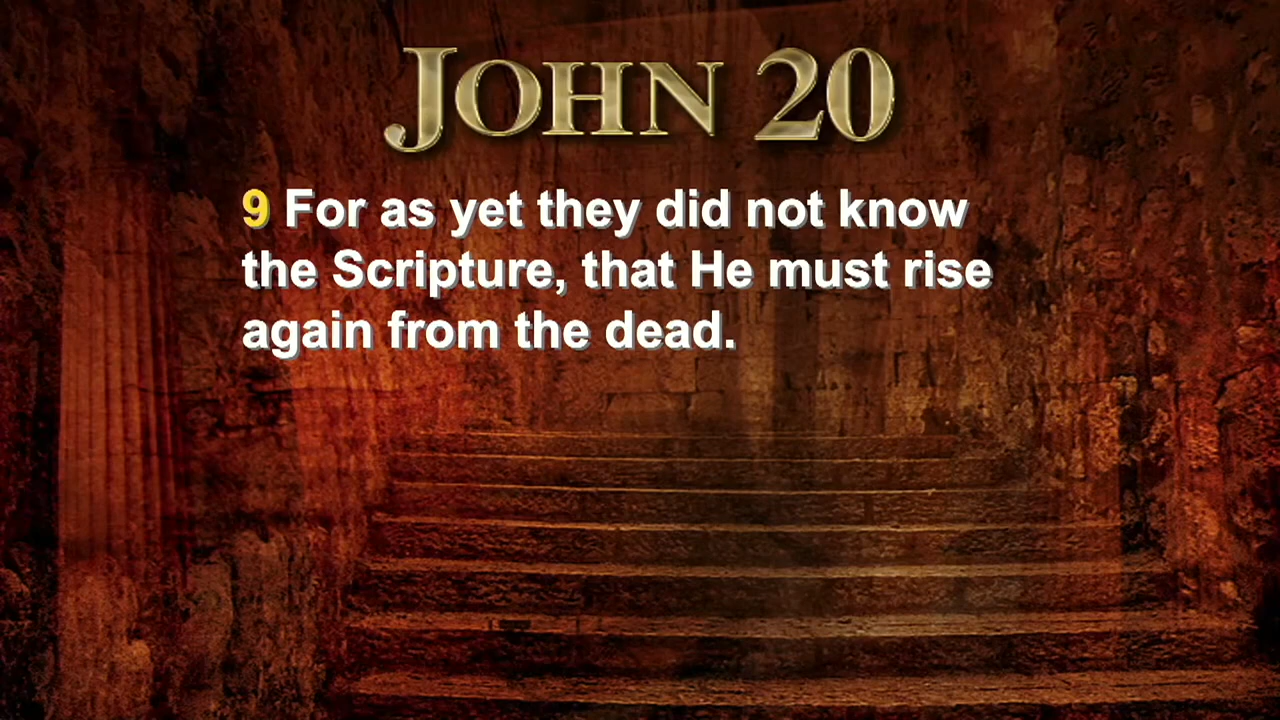 JOHN 20
9 For as yet they did not know
the Scripture, that He must rise
again from the dead.